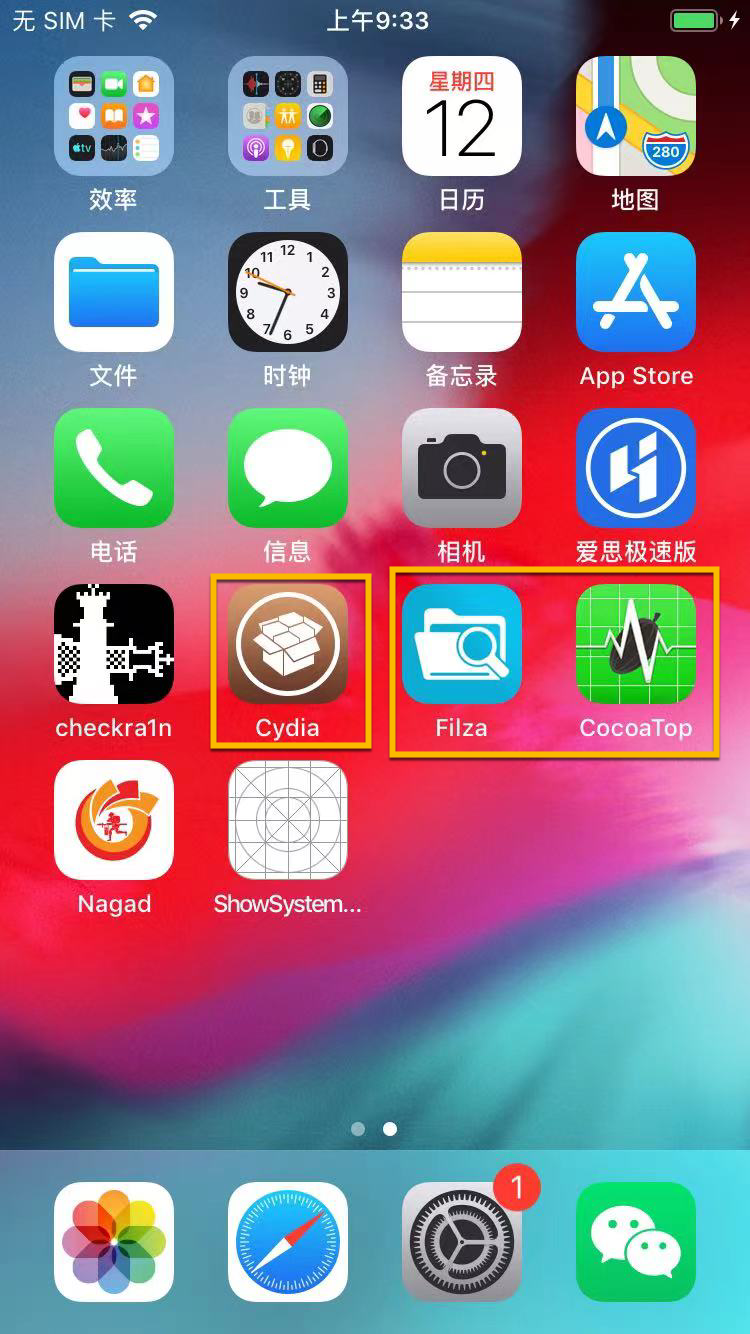 无 SIM 卡 上午9:33
星期四
12
280
效率 工具 日历 地图
12
11 1
10 2
9 3
8 4
7 5
6
文件 时钟 备忘录 App Store
电话 信息 相机 爱思极速版
checkra1n Cydia Filza CocoaTop
Nagad ShowSystem...
1